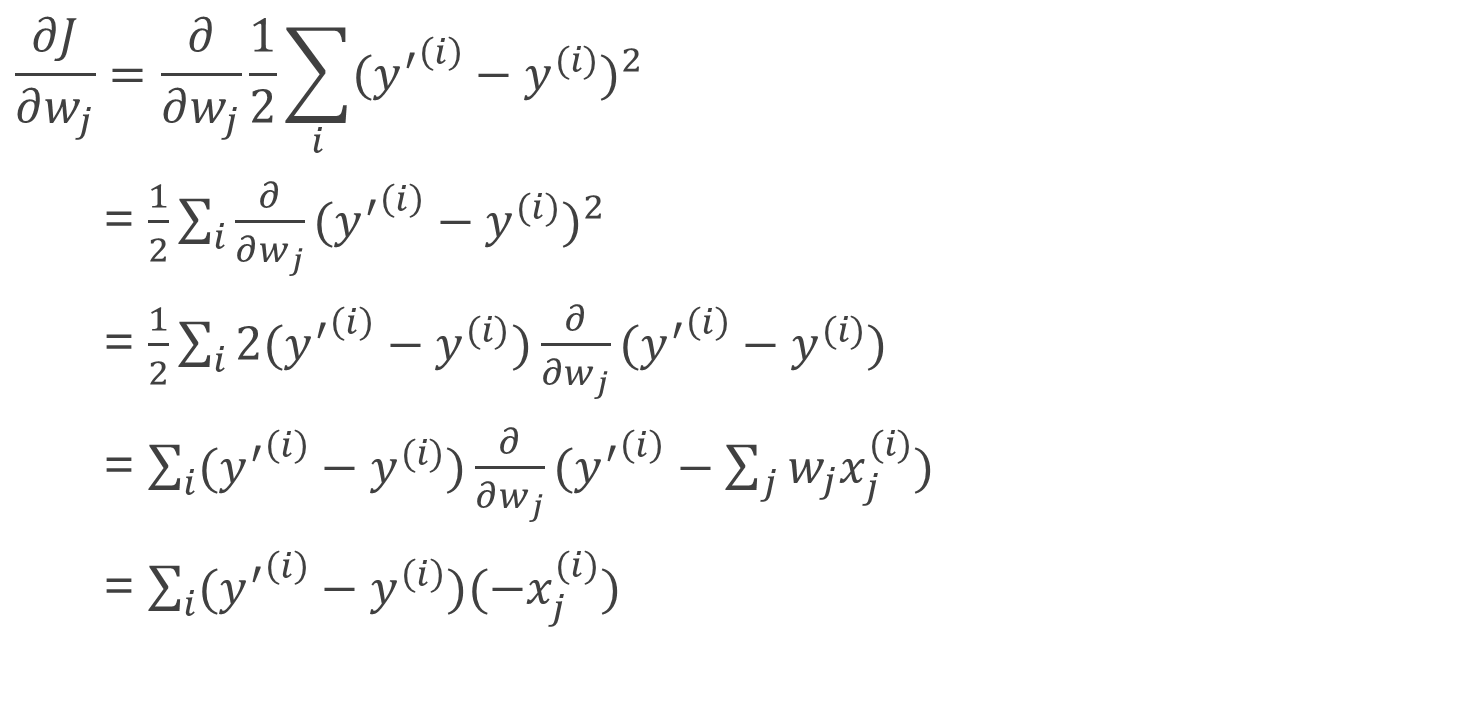 ∂J/∂w_j = ∂/∂w_j 1/2 ∑_i (y′^(i) − y^(i))^2
= 1/2 ∑_i ∂/∂w_j (y′^(i) − y^(i))^2
= 1/2 ∑_i 2(y′^(i) − y^(i)) ∂/∂w_j (y′^(i) − y^(i))
= ∑_i (y′^(i) − y^(i)) ∂/∂w_j (y′^(i) − ∑_j w_j x_j^(i))
= ∑_i (y′^(i) − y^(i))(−x_j^(i))